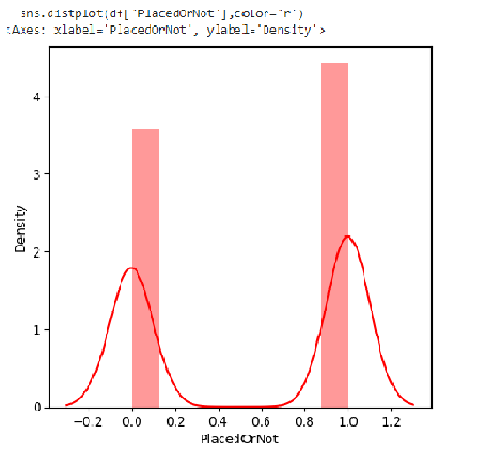 sns.distplot(df['PlacedOrNot'],color='r')
<Axes: xlabel='PlacedOrNot', ylabel='Density'>
4
3
2
1
0
Density
-0.2 0.0 0.2 0.4 0.6 0.8 1.0 1.2
PlacedOrNot